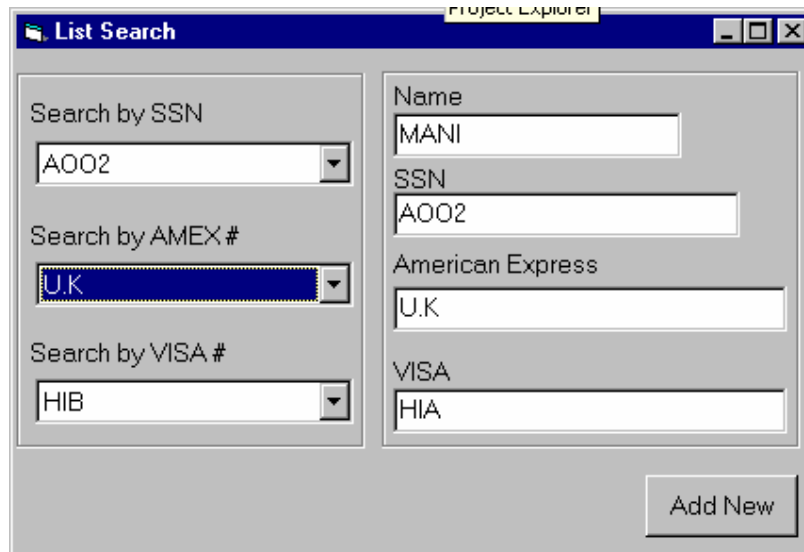 Project Explorer
List Search
Search by SSN
AOO2
Search by AMEX #
U.K
Search by VISA #
HIB
Name
MANI
SSN
AOO2
American Express
U.K
VISA
HIA
Add New